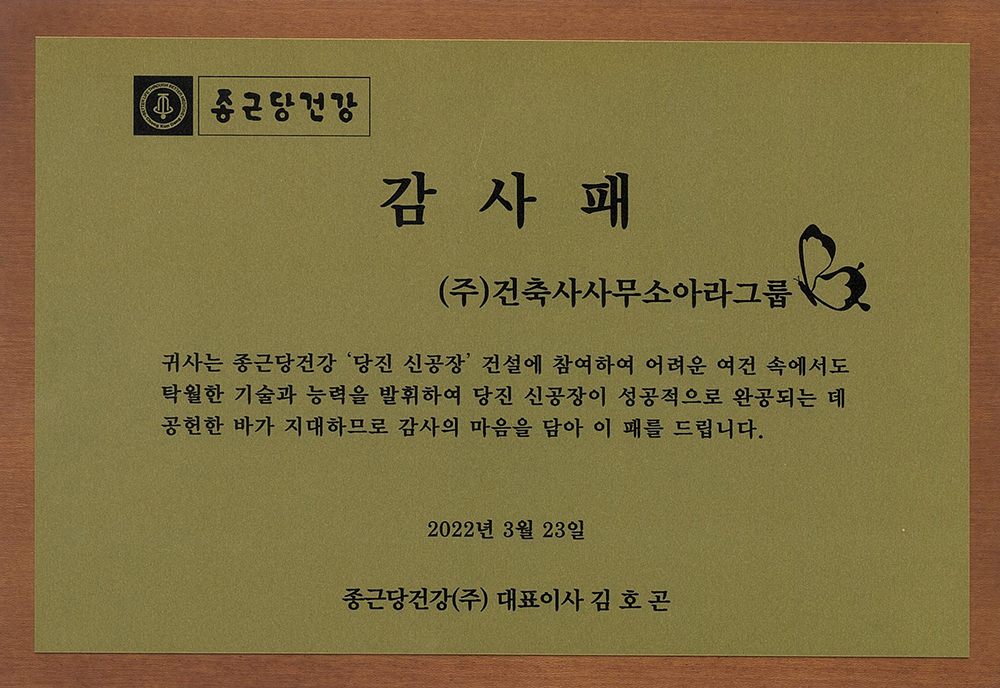 종근당건강
감 사 패
(주)건축사사무소아라그룹
귀사는 종근당건강 '당진 신공장' 건설에 참여하여 어려운 여건 속에서도
탁월한 기술과 능력을 발휘하여 당진 신공장이 성공적으로 완공되는 데
공헌한 바가 지대하므로 감사의 마음을 담아 이 패를 드립니다.
2022년 3월 23일
종근당건강(주) 대표이사 김 호 곤